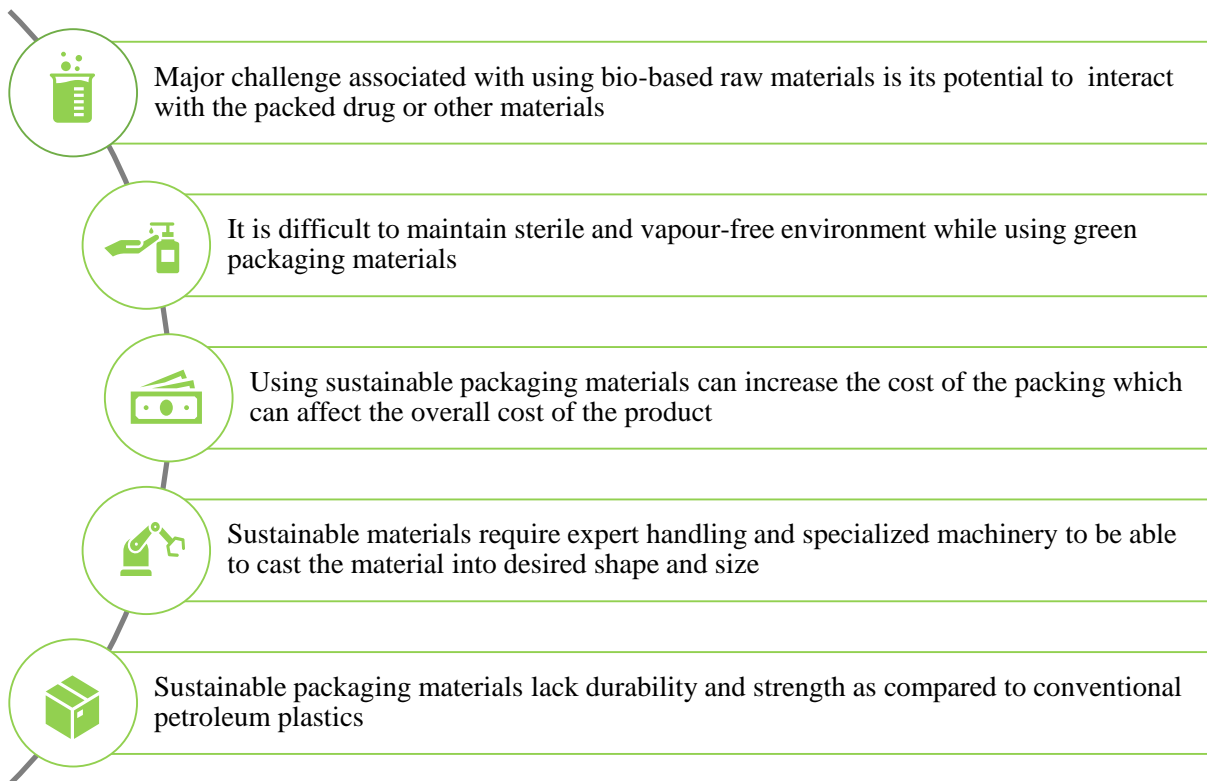 Major challenge associated with using bio-based raw materials is its potential to interact
with the packed drug or other materials
It is difficult to maintain sterile and vapour-free environment while using green
packaging materials
Using sustainable packaging materials can increase the cost of the packing which
can affect the overall cost of the product
Sustainable materials require expert handling and specialized machinery to be able
to cast the material into desired shape and size
Sustainable packaging materials lack durability and strength as compared to conventional
petroleum plastics